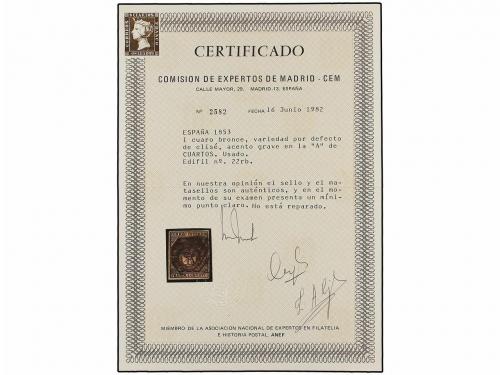 CERTIFICADO
COMISION DE EXPERTOS DE MADRID - CEM
CALLE MAYOR, 29. MADRID-13. ESPAÑA
Nº 2582 FECHA 16 Junio 1982
ESPAÑA 1853
1 cuaro bronce, variedad por defecto
de clisé, acento grave en la "A" de
CUARTOS. Usado.
Edifil nº. 22rb.
En nuestra opinión el sello y el ma-
tasellos son auténticos, y en el mo-
mento de su examen presenta un míni-
mo punto claro. No está reparado.
MIEMBRO DE LA ASOCIACION NACIONAL DE EXPERTOS EN FILATELIA
E HISTORIA POSTAL. ANEF